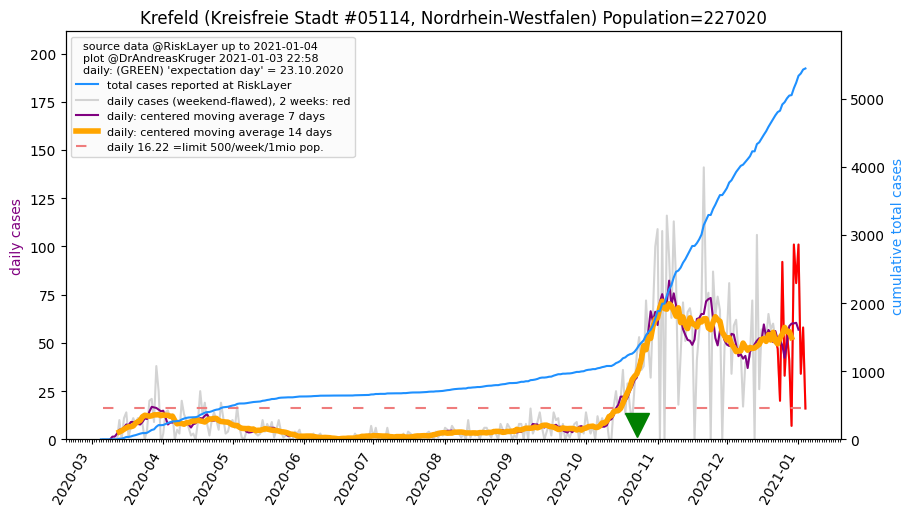 Krefeld (Kreisfreie Stadt #05114, Nordrhein-Westfalen) Population=227020
source data @RiskLayer up to 2021-01-04
plot @DrAndreasKruger 2021-01-03 22:58
daily: (GREEN) 'expectation day' = 23.10.2020
total cases reported at RiskLayer
daily cases (weekend-flawed), 2 weeks: red
daily: centered moving average 7 days
daily: centered moving average 14 days
daily 16.22 =limit 500/week/1mio pop.
daily cases
200
175
150
125
100
75
50
25
0
cumulative total cases
5000
4000
3000
2000
1000
0
2020-03
2020-04
2020-05
2020-06
2020-07
2020-08
2020-09
2020-10
2020-11
2020-12
2021-01